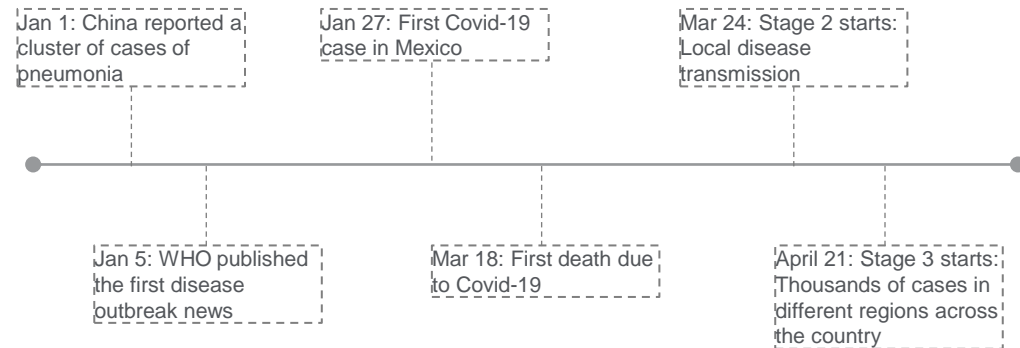 Jan 1: China reported a
cluster of cases of
pneumonia
Jan 27: First Covid-19
case in Mexico
Mar 24: Stage 2 starts:
Local disease
transmission
Jan 5: WHO published
the first disease
outbreak news
Mar 18: First death due
to Covid-19
April 21: Stage 3 starts:
Thousands of cases in
different regions across
the country